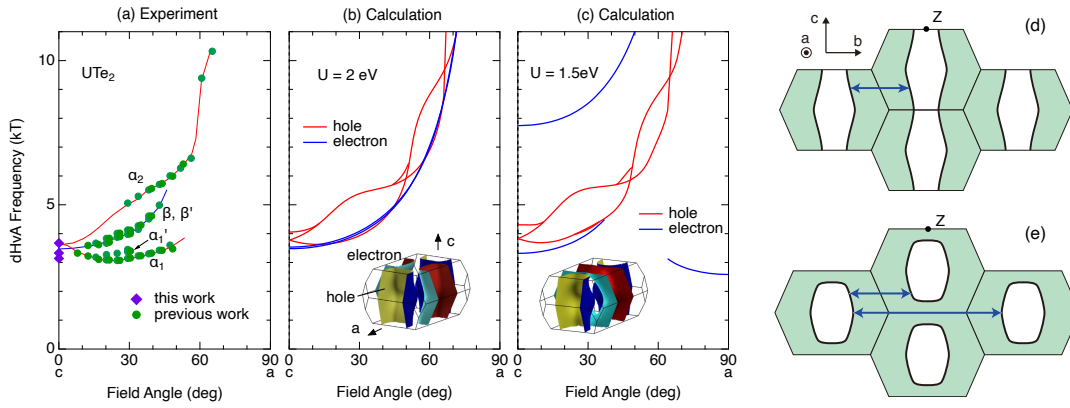 (a) Experiment
10
5
0
dHvA Frequency (kT)
UTe₂
α₂
β, β'
α₁'
α₁
this work
previous work
0
30
60
90
c
a
Field Angle (deg)
(b) Calculation
U = 2 eV
hole
electron
electron
hole
c
a
0
30
60
90
c
a
Field Angle (deg)
(c) Calculation
U = 1.5eV
hole
electron
0
30
60
90
c
a
Field Angle (deg)
(d)
c
a
b
Z
(e)
Z